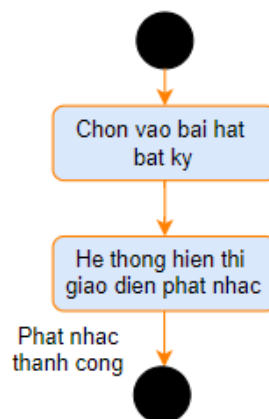 Chon vao bai hat
bat ky
He thong hien thi
giao dien phat nhac
Phat nhac
thanh cong